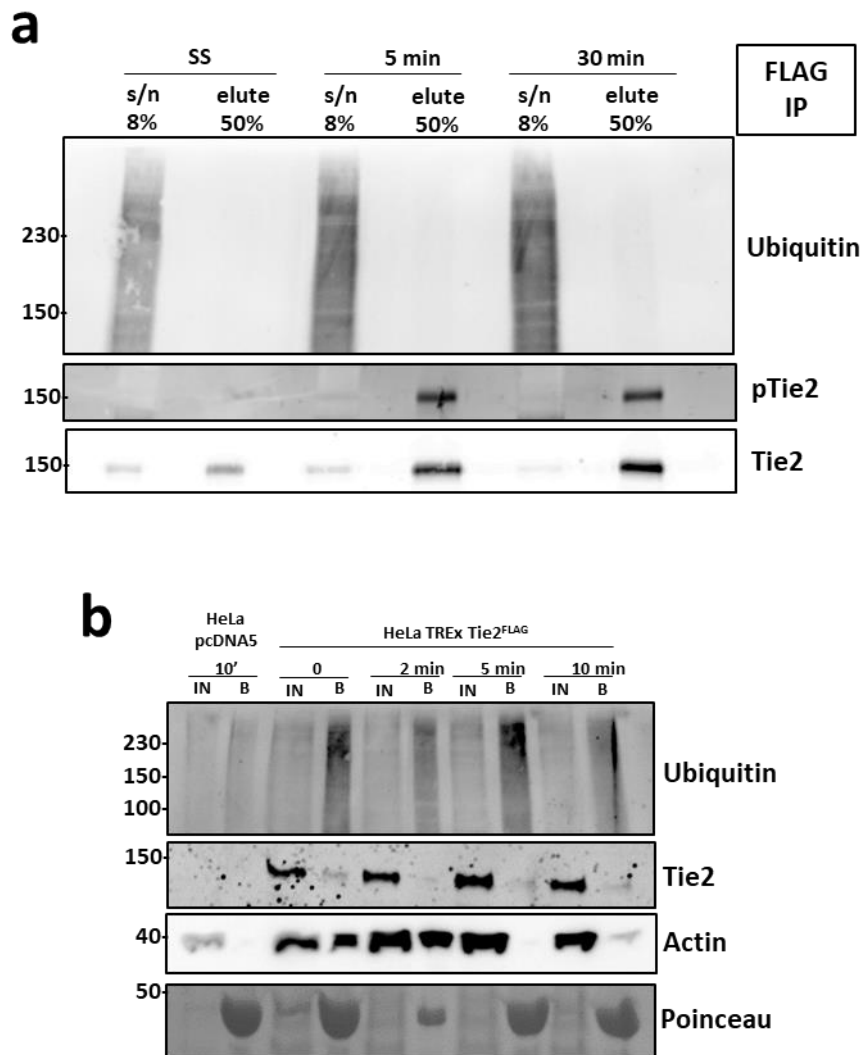 a
SS 5 min 30 min
s/n elute s/n elute s/n elute
8% 50% 8% 50% 8% 50%
FLAG
IP
230
150
Ubiquitin
150
pTie2
150
Tie2
b
HeLa
pcDNA5
HeLa TREx Tie2FLAG
10’ 0 2 min 5 min 10 min
IN B IN B IN B IN B IN B
230
150
100
Ubiquitin
150
Tie2
40
Actin
50
Poinceau